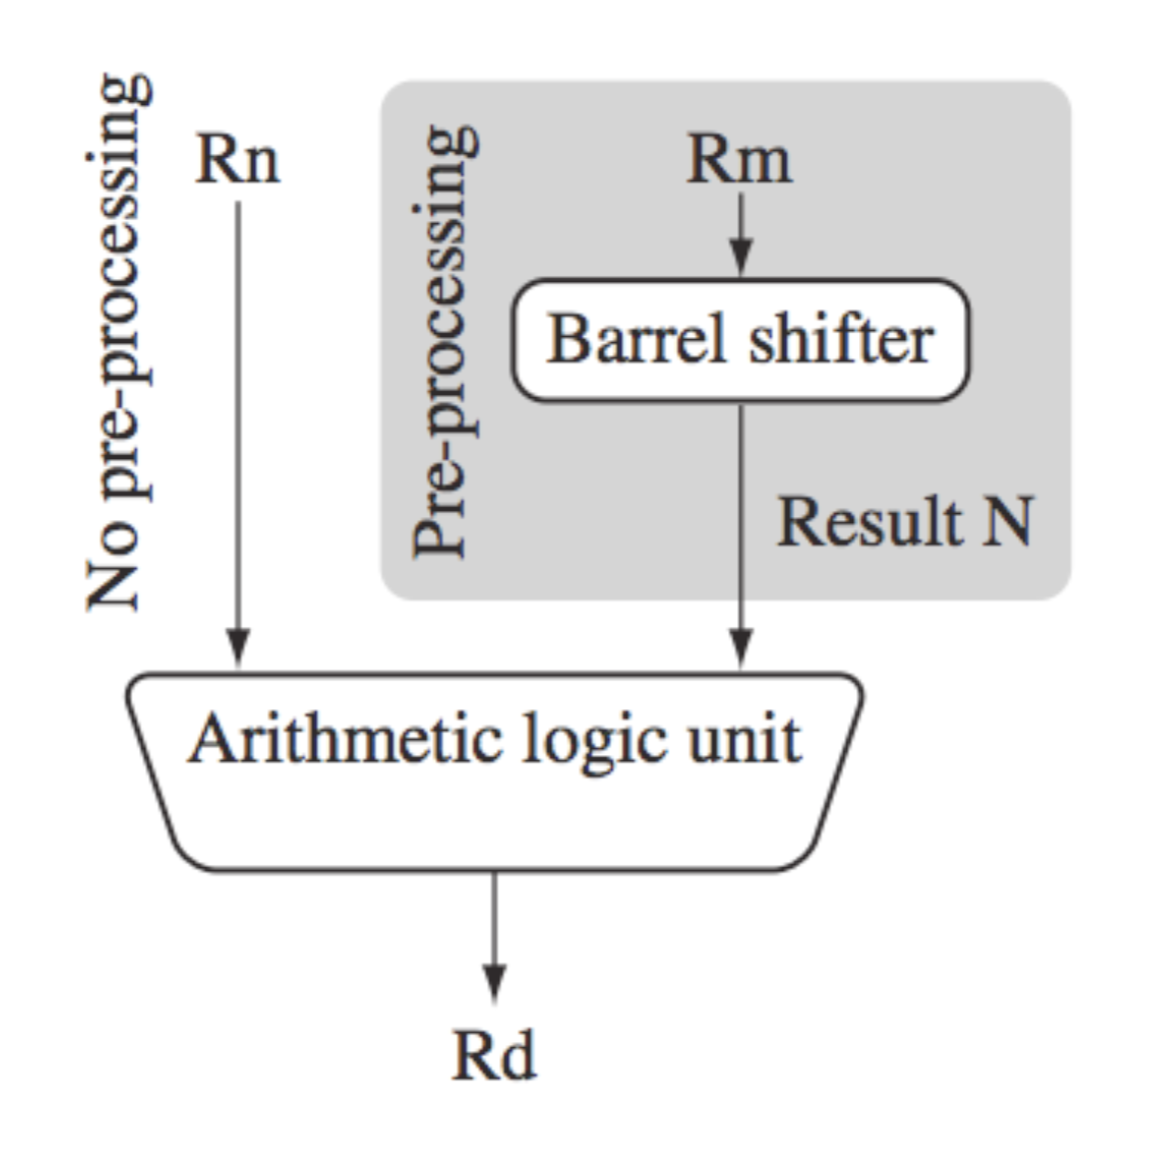 No pre-processing
Rn
Pre-processing
Rm
Barrel shifter
Result N
Arithmetic logic unit
Rd